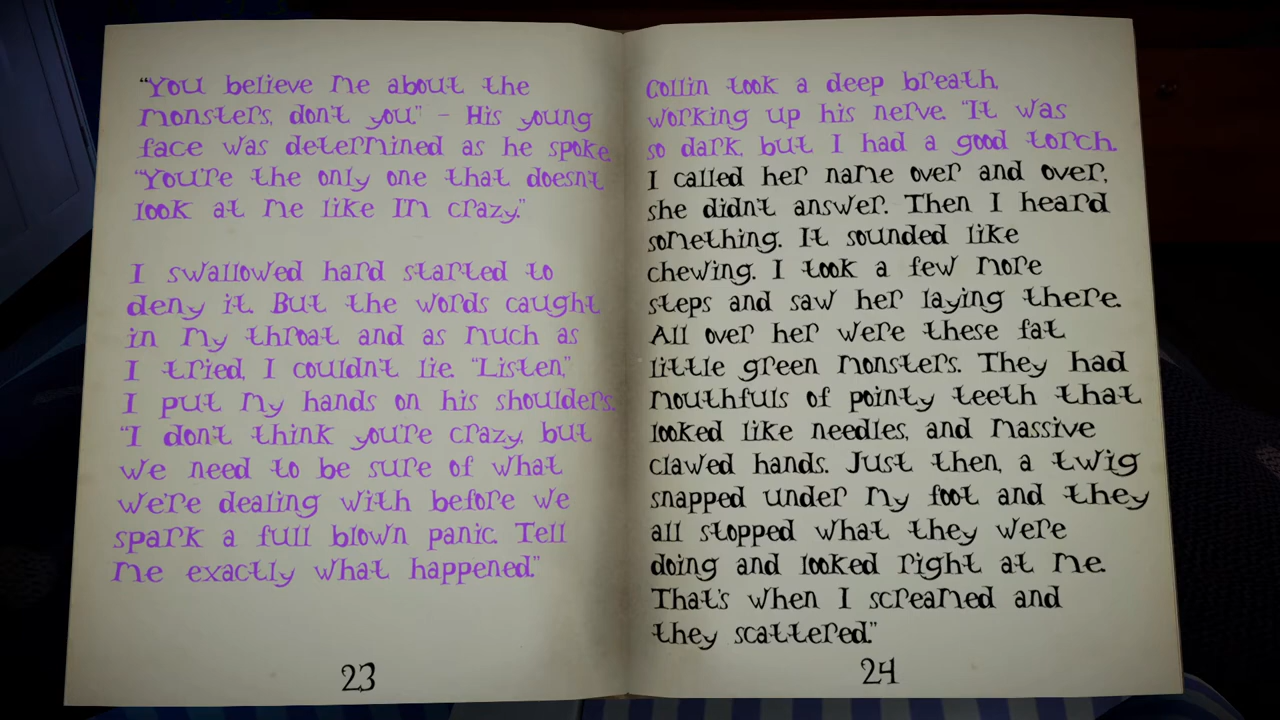 "You believe me about the
monsters, don't you." - His young
face was determined as he spoke.
"You're the only one that doesn't
look at me like I'm crazy."
I swallowed hard started to
deny it. But the words caught
in my throat and as much as
I tried, I couldn't lie. "Listen,"
I put my hands on his shoulders.
"I don't think you're crazy, but
we need to be sure of what
we're dealing with before we
spark a full blown panic. Tell
me exactly what happened."
23
Collin took a deep breath,
working up his nerve. "It was
so dark, but I had a good torch.
I called her name over and over,
she didn't answer. Then I heard
something. It sounded like
chewing. I took a few more
steps and saw her laying there.
All over her were these fat
little green monsters. They had
mouthfuls of pointy teeth that
looked like needles, and massive
clawed hands. Just then, a twig
snapped under my foot and they
all stopped what they were
doing and looked right at me.
That's when I screamed and
they scattered."
24